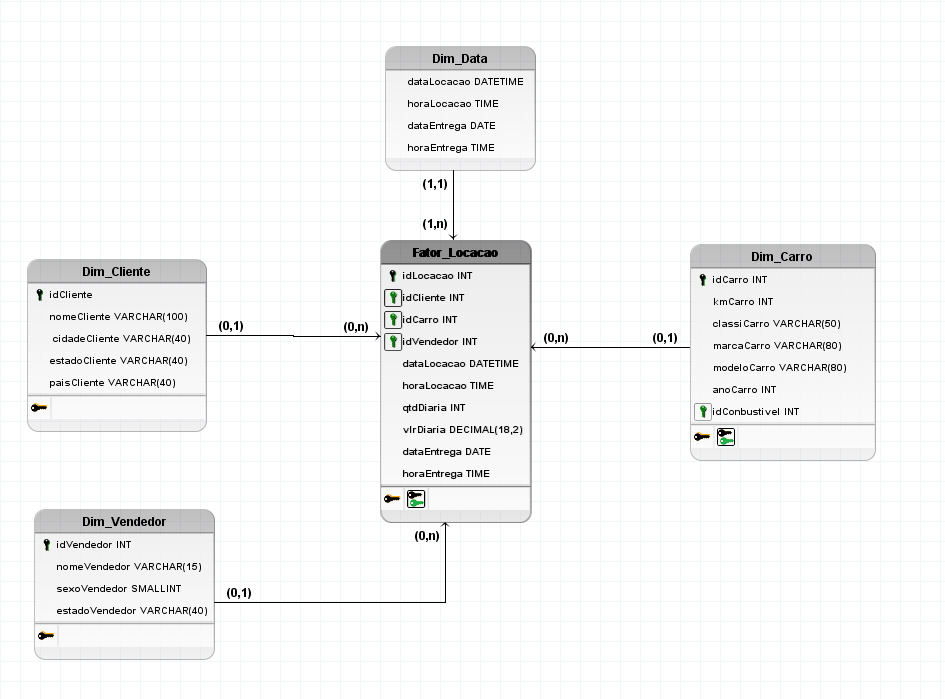 Dim_Data
dataLocacao DATETIME
horaLocacao TIME
dataEntrega DATE
horaEntrega TIME
(1,1)
(1,n)
Dim_Cliente
idCliente
nomeCliente VARCHAR(100)
cidadeCliente VARCHAR(40)
estadoCliente VARCHAR(40)
paisCliente VARCHAR(40)
(0,1)
(0,n)
Fator_Locacao
idLocacao INT
idCliente INT
idCarro INT
idVendedor INT
dataLocacao DATETIME
horaLocacao TIME
qtdDiaria INT
vlrDiaria DECIMAL(18,2)
dataEntrega DATE
horaEntrega TIME
(0,n)
(0,1)
Dim_Carro
idCarro INT
kmCarro INT
classiCarro VARCHAR(50)
marcaCarro VARCHAR(80)
modeloCarro VARCHAR(80)
anoCarro INT
idConbustivel INT
Dim_Vendedor
idVendedor INT
nomeVendedor VARCHAR(15)
sexoVendedor SMALLINT
estadoVendedor VARCHAR(40)
(0,1)
(0,n)